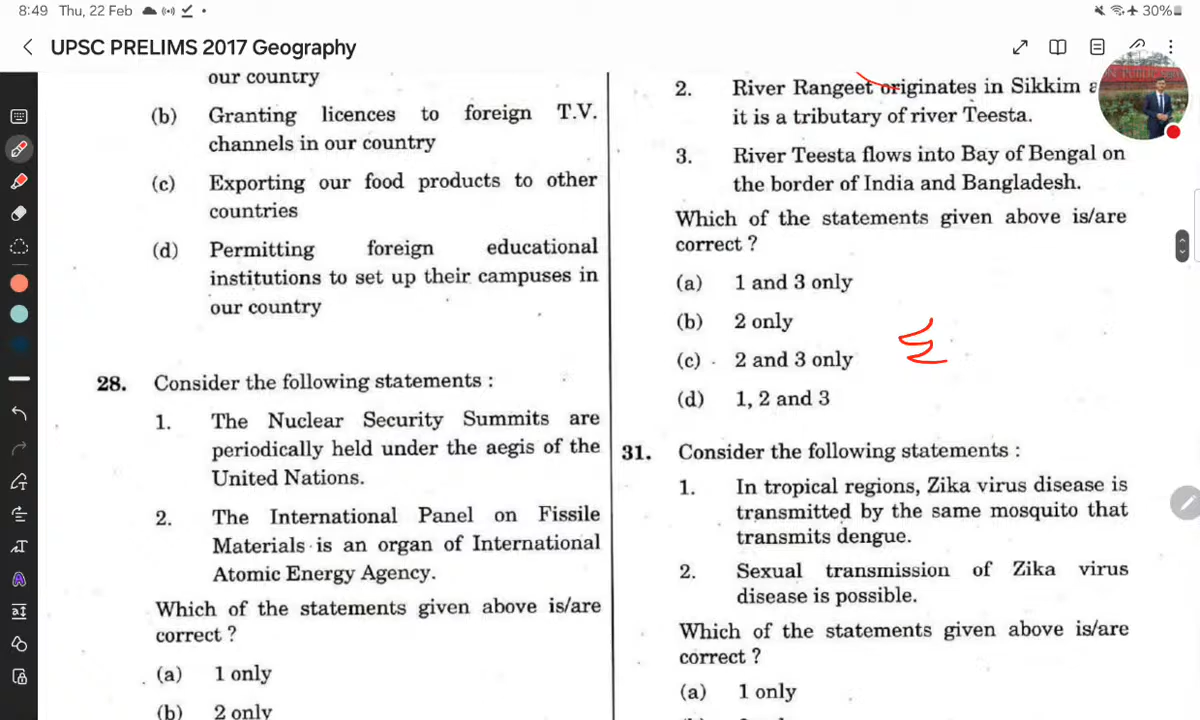 8:49 Thu, 22 Feb
30%
UPSC PRELIMS 2017 Geography
our country
(b) Granting licences to foreign T.V.
channels in our country
(c) Exporting our food products to other
countries
(d) Permitting foreign educational
institutions to set up their campuses in
our country
28. Consider the following statements :
1. The Nuclear Security Summits are
periodically held under the aegis of the
United Nations.
2. The International Panel on Fissile
Materials is an organ of International
Atomic Energy Agency.
Which of the statements given above is/are
correct ?
(a) 1 only
(b) 2 only
2. River Rangeet originates in Sikkim a
it is a tributary of river Teesta.
3. River Teesta flows into Bay of Bengal on
the border of India and Bangladesh.
Which of the statements given above is/are
correct ?
(a) 1 and 3 only
(b) 2 only
(c) 2 and 3 only
(d) 1, 2 and 3
31. Consider the following statements :
1. In tropical regions, Zika virus disease is
transmitted by the same mosquito that
transmits dengue.
2. Sexual transmission of Zika virus
disease is possible.
Which of the statements given above is/are
correct ?
(a) 1 only